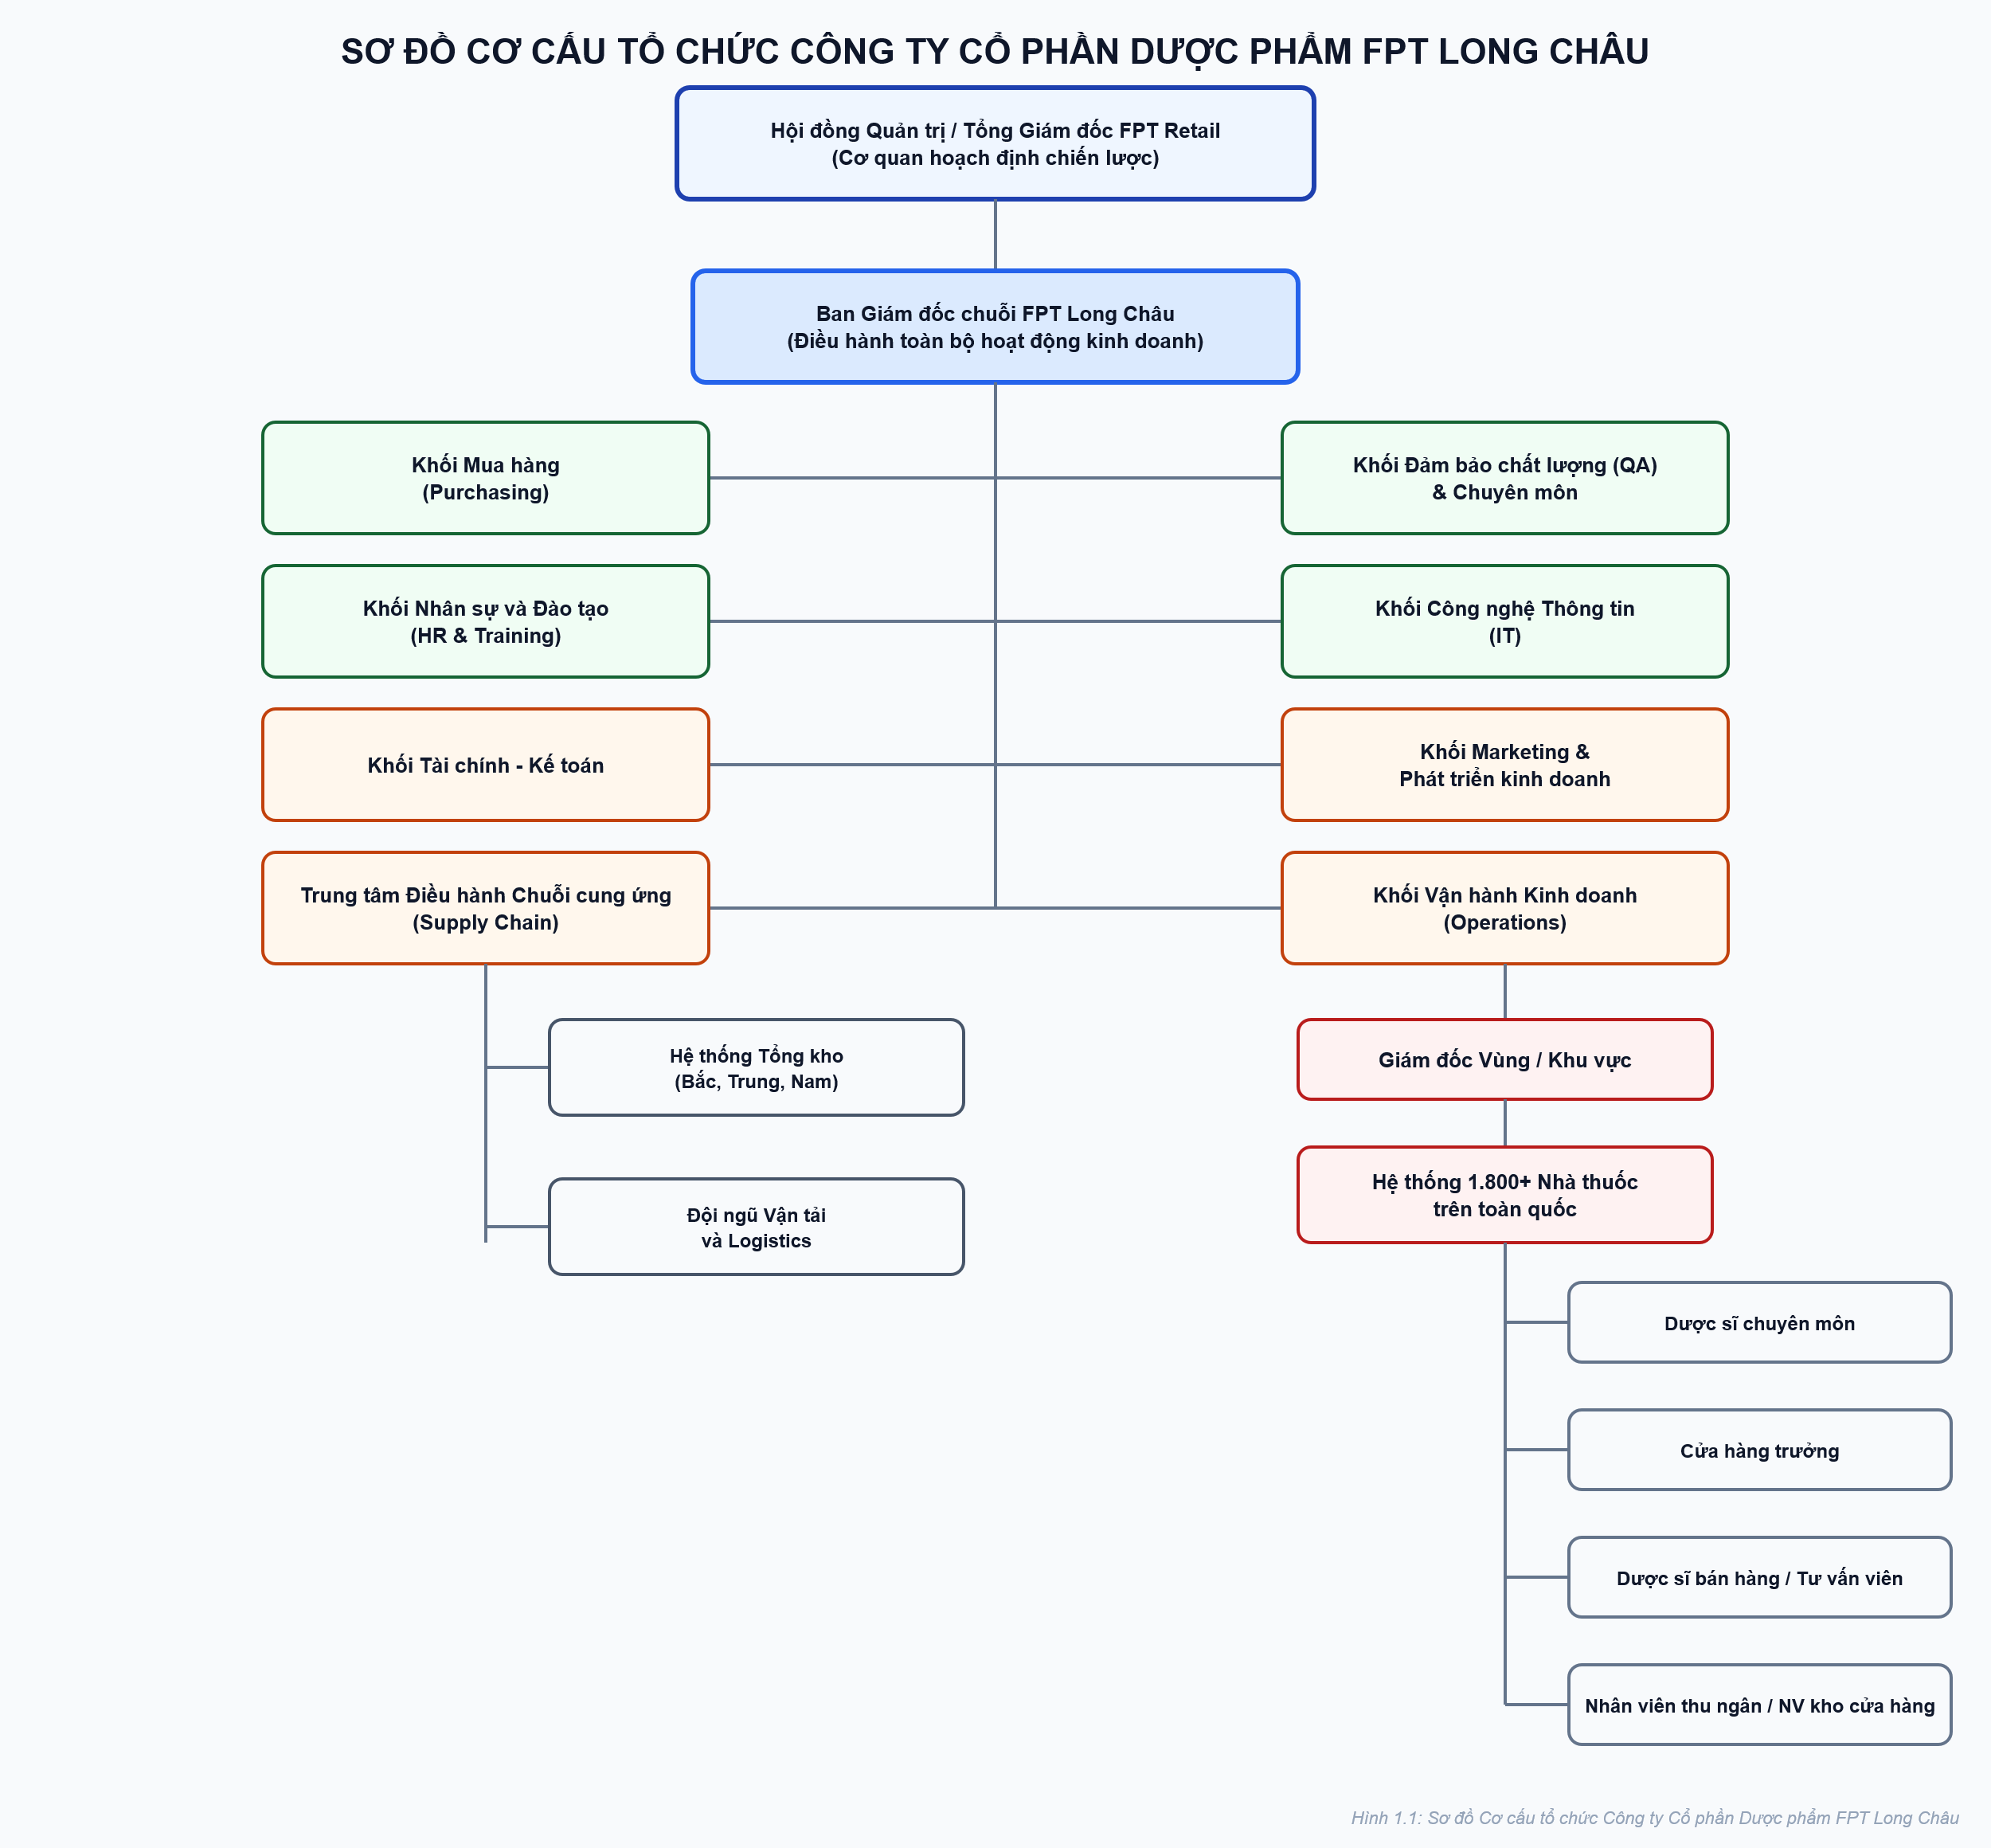 SƠ ĐỒ CƠ CẤU TỔ CHỨC CÔNG TY CỔ PHẦN DƯỢC PHẨM FPT LONG CHÂU
Hội đồng Quản trị / Tổng Giám đốc FPT Retail
(Cơ quan hoạch định chiến lược)
Ban Giám đốc chuỗi FPT Long Châu
(Điều hành toàn bộ hoạt động kinh doanh)
Khối Mua hàng
(Purchasing)
Khối Đảm bảo chất lượng (QA)
& Chuyên môn
Khối Nhân sự và Đào tạo
(HR & Training)
Khối Công nghệ Thông tin
(IT)
Khối Tài chính - Kế toán
Khối Marketing &
Phát triển kinh doanh
Trung tâm Điều hành Chuỗi cung ứng
(Supply Chain)
Khối Vận hành Kinh doanh
(Operations)
Hệ thống Tổng kho
(Bắc, Trung, Nam)
Giám đốc Vùng / Khu vực
Đội ngũ Vận tải
và Logistics
Hệ thống 1.800+ Nhà thuốc
trên toàn quốc
Dược sĩ chuyên môn
Cửa hàng trưởng
Dược sĩ bán hàng / Tư vấn viên
Nhân viên thu ngân / NV kho cửa hàng
Hình 1.1: Sơ đồ Cơ cấu tổ chức Công ty Cổ phần Dược phẩm FPT Long Châu